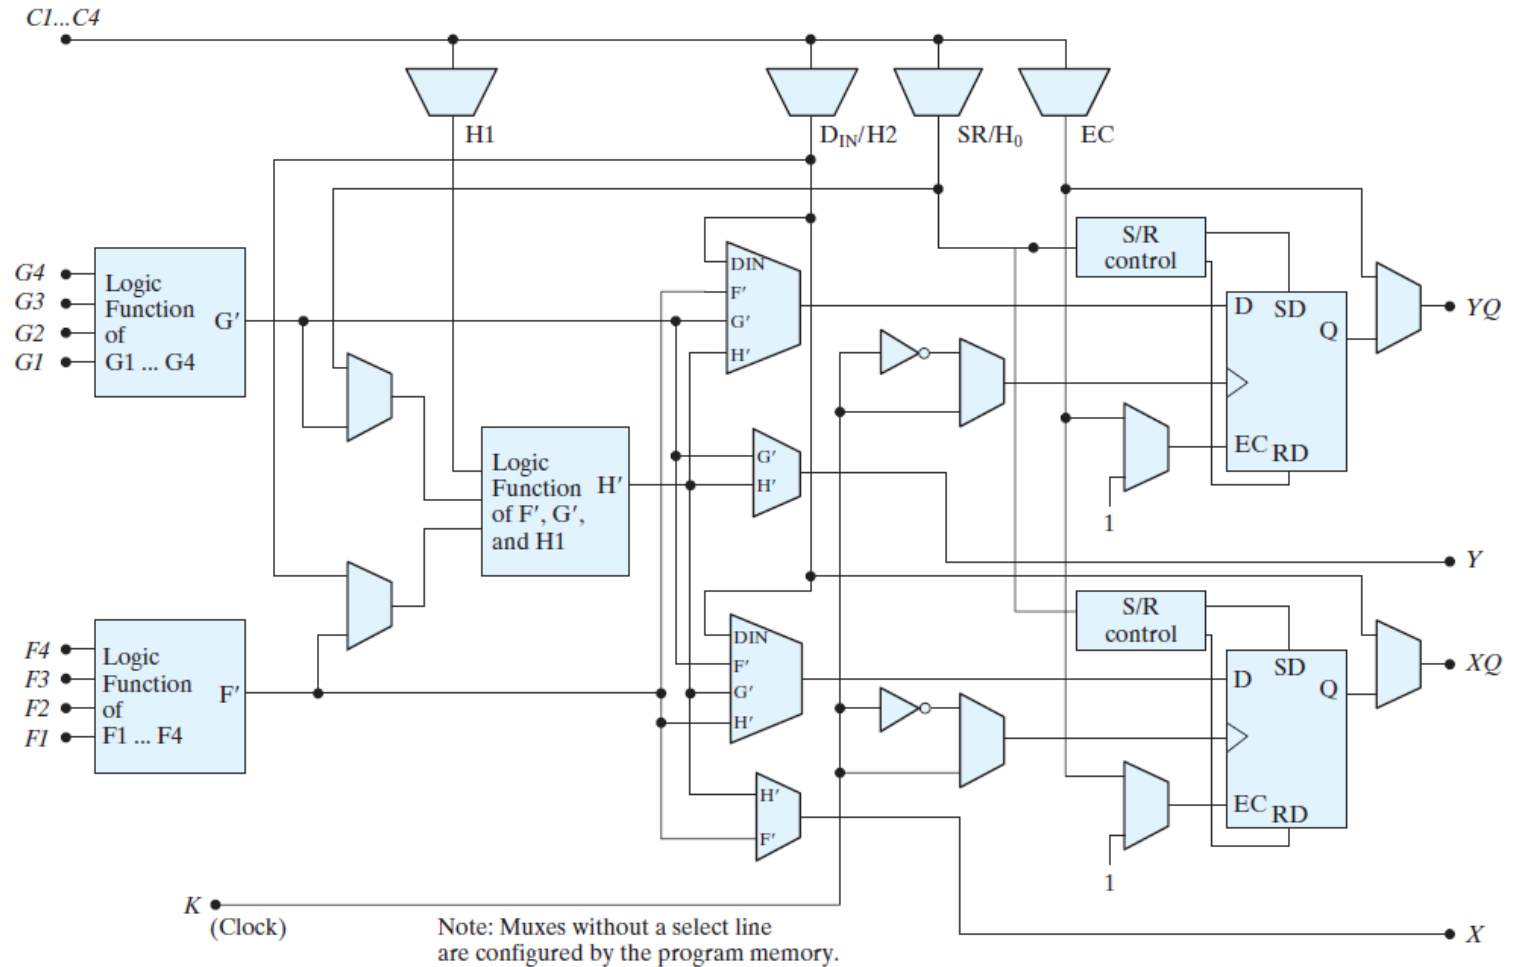 C1...C4
H1
D_IN/H2
SR/H₀
EC
S/R
control
G4
G3
G2
G1
Logic
Function
of
G1 ... G4
G′
DIN
F′
G′
H′
D
SD
Q
EC
RD
YQ
1
Logic
Function
of F′, G′,
and H1
H′
G′
H′
Y
S/R
control
F4
F3
F2
F1
Logic
Function
of
F1 ... F4
F′
DIN
F′
G′
H′
D
SD
Q
EC
RD
XQ
1
H′
F′
K
(Clock)
Note: Muxes without a select line
are configured by the program memory.
X